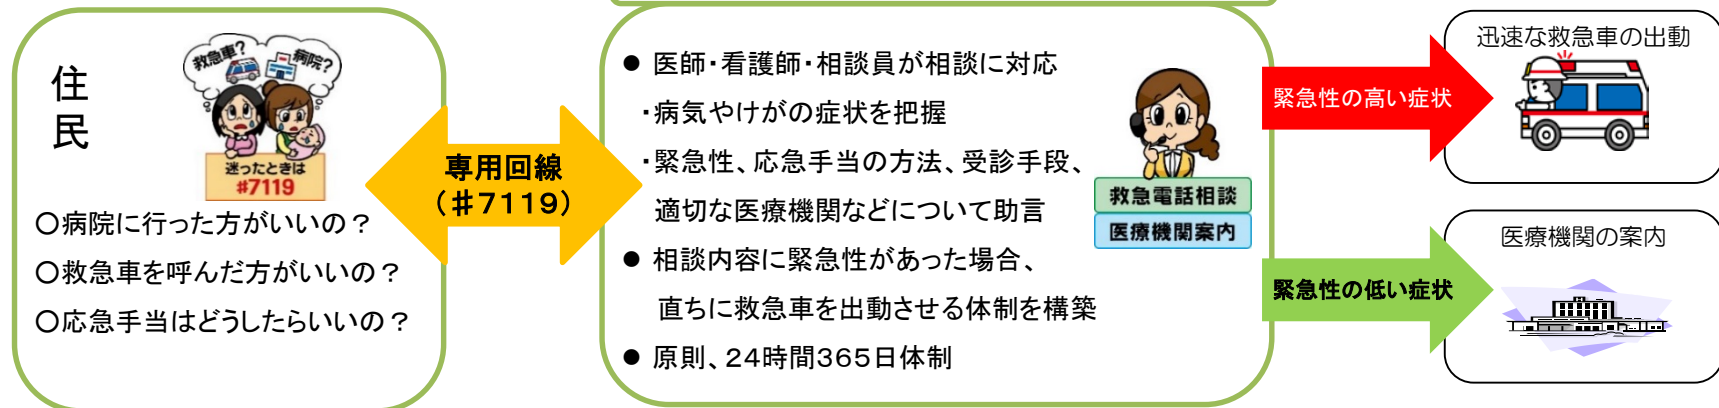 住民
救急車?
病院?
迷ったときは
#7119
〇病院に行った方がいいの?
〇救急車を呼んだ方がいいの?
〇応急手当はどうしたらいいの?
専用回線
(#7119)
● 医師・看護師・相談員が相談に対応
・病気やけがの症状を把握
・緊急性、応急手当の方法、受診手段、
適切な医療機関などについて助言
● 相談内容に緊急性があった場合、
直ちに救急車を出動させる体制を構築
● 原則、24時間365日体制
救急電話相談
医療機関案内
緊急性の高い症状
迅速な救急車の出動
緊急性の低い症状
医療機関の案内